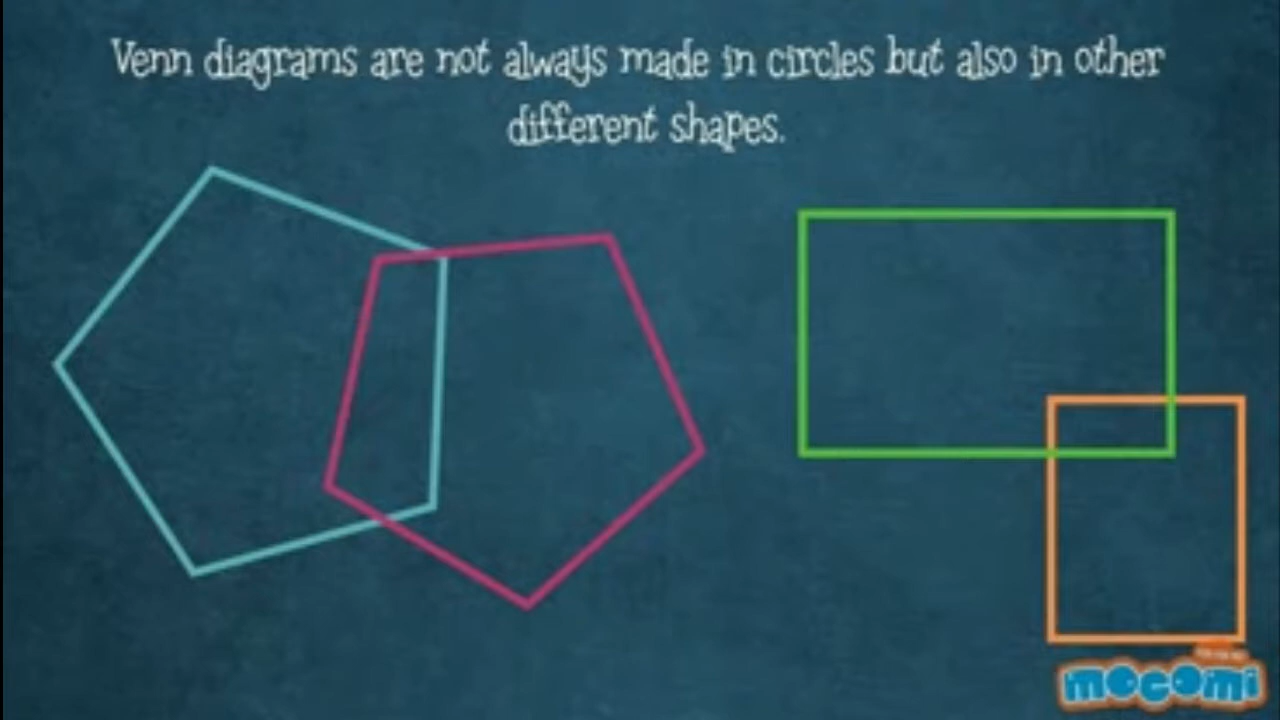 Venn diagrams are not always made in circles but also in other
different shapes.
mocomi